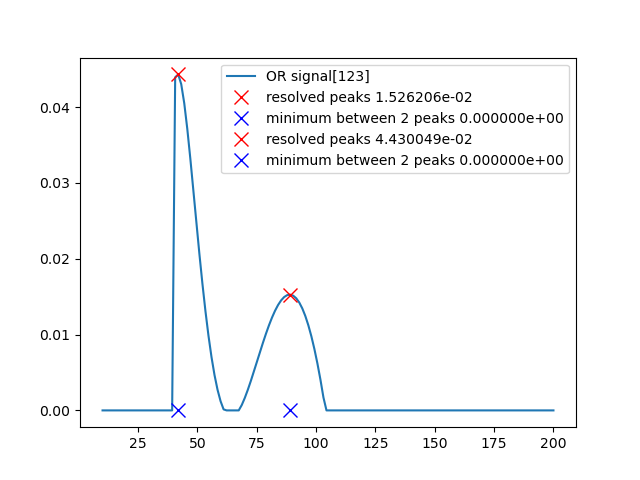 OR signal[123]
resolved peaks 1.526206e-02
minimum between 2 peaks 0.000000e+00
resolved peaks 4.430049e-02
minimum between 2 peaks 0.000000e+00
0.04
0.03
0.02
0.01
0.00
25 50 75 100 125 150 175 200